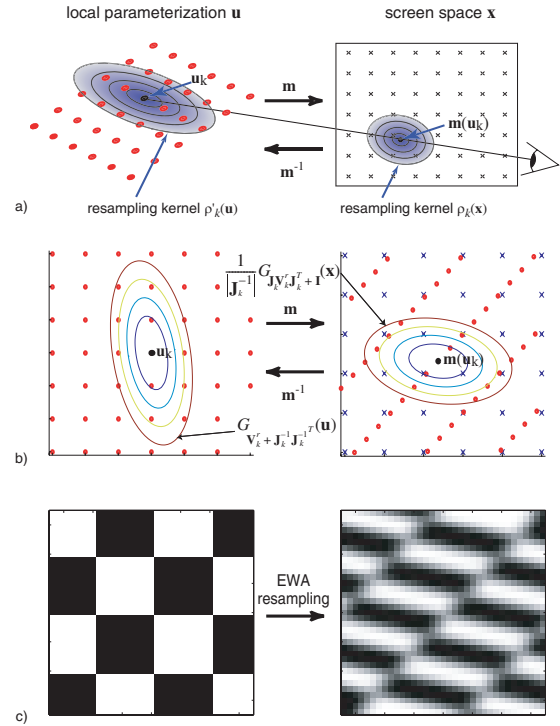 local parameterization u
screen space x
u_k
m
m(u_k)
m⁻¹
a)
resampling kernel ρ'_k(u)
resampling kernel ρ_k(x)
1/|J_k⁻¹| G_{J_k V_k^r J_k^T + I}(x)
m
u_k
m(u_k)
m⁻¹
G_{V_k^r + J_k⁻¹ J_k⁻¹^T}(u)
b)
EWA
resampling
c)